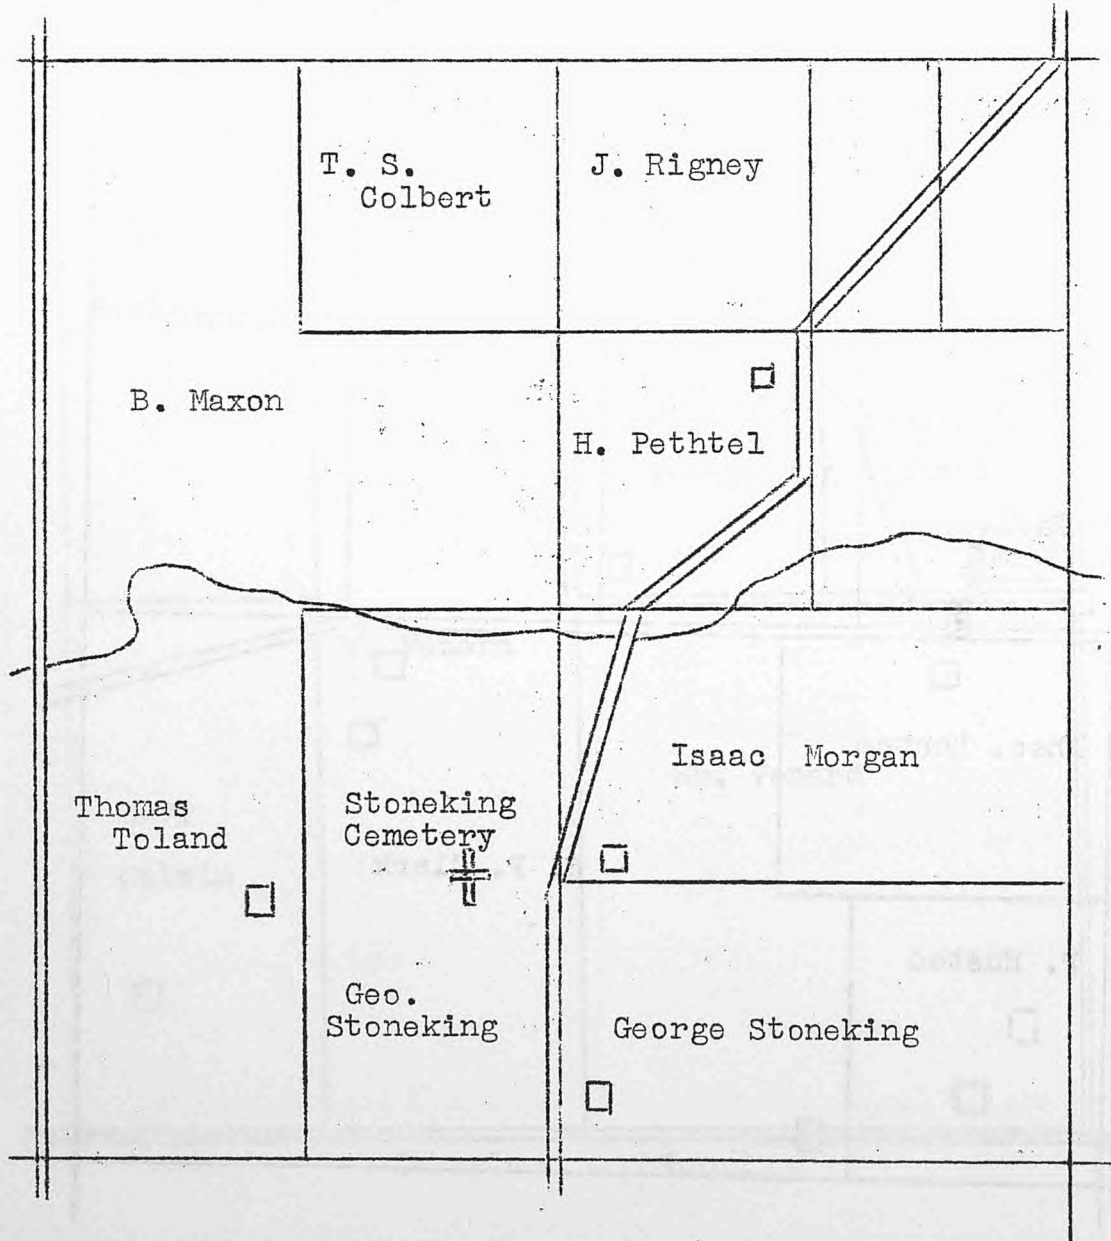 T. S.
Colbert
J. Rigney
B. Maxon
H. Pethtel
Isaac Morgan
Thomas
Toland
Stoneking
Cemetery
Geo.
Stoneking
George Stoneking